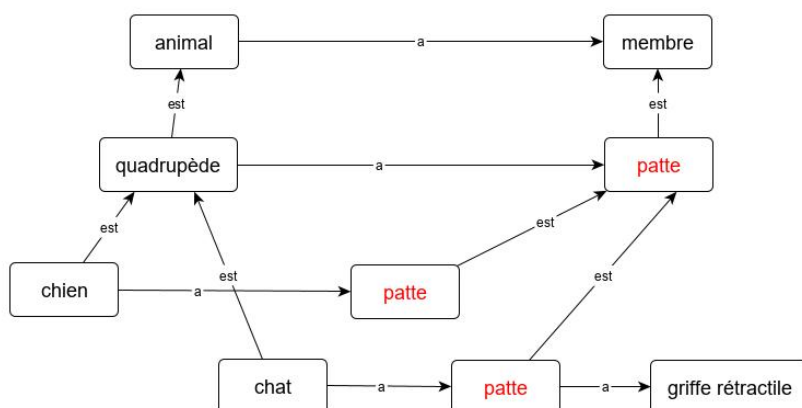 animal
a
membre
est
est
quadrupède
a
patte
est
est
est
est
chien
a
patte
chat
a
patte
a
griffe rétractile